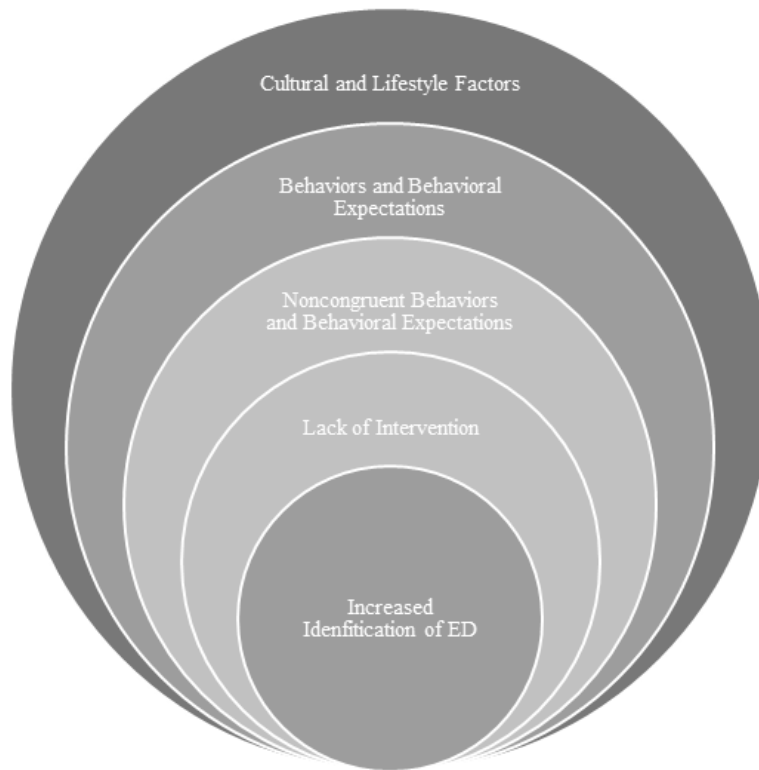 Cultural and Lifestyle Factors
Behaviors and Behavioral
Expectations
Noncongruent Behaviors
and Behavioral Expectations
Lack of Intervention
Increased
Idenfitication of ED